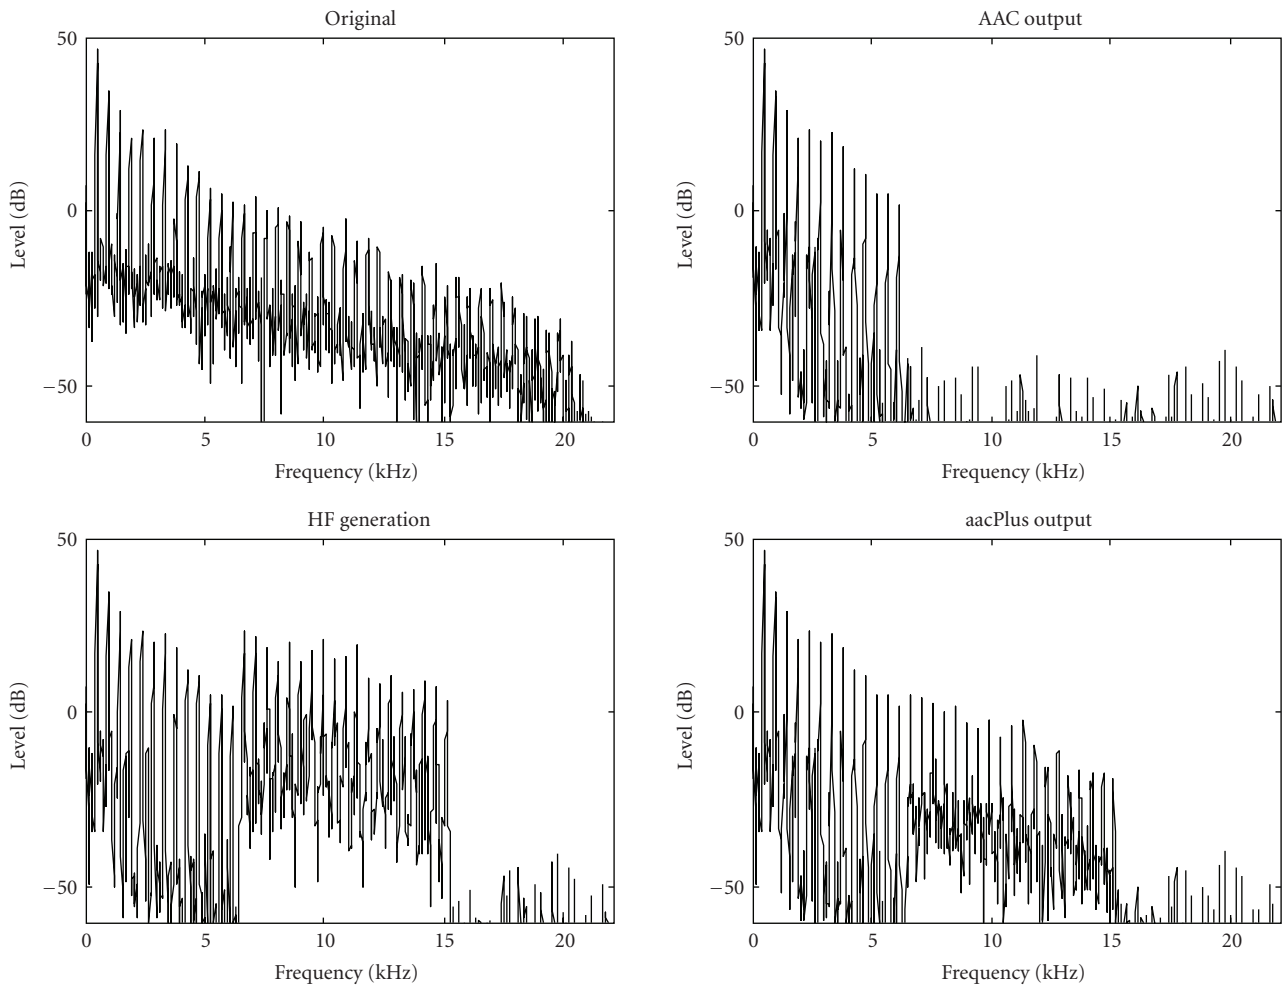 Original
50
0
−50
Level (dB)
0 5 10 15 20
Frequency (kHz)
AAC output
50
0
−50
Level (dB)
0 5 10 15 20
Frequency (kHz)
HF generation
50
0
−50
Level (dB)
0 5 10 15 20
Frequency (kHz)
aacPlus output
50
0
−50
Level (dB)
0 5 10 15 20
Frequency (kHz)